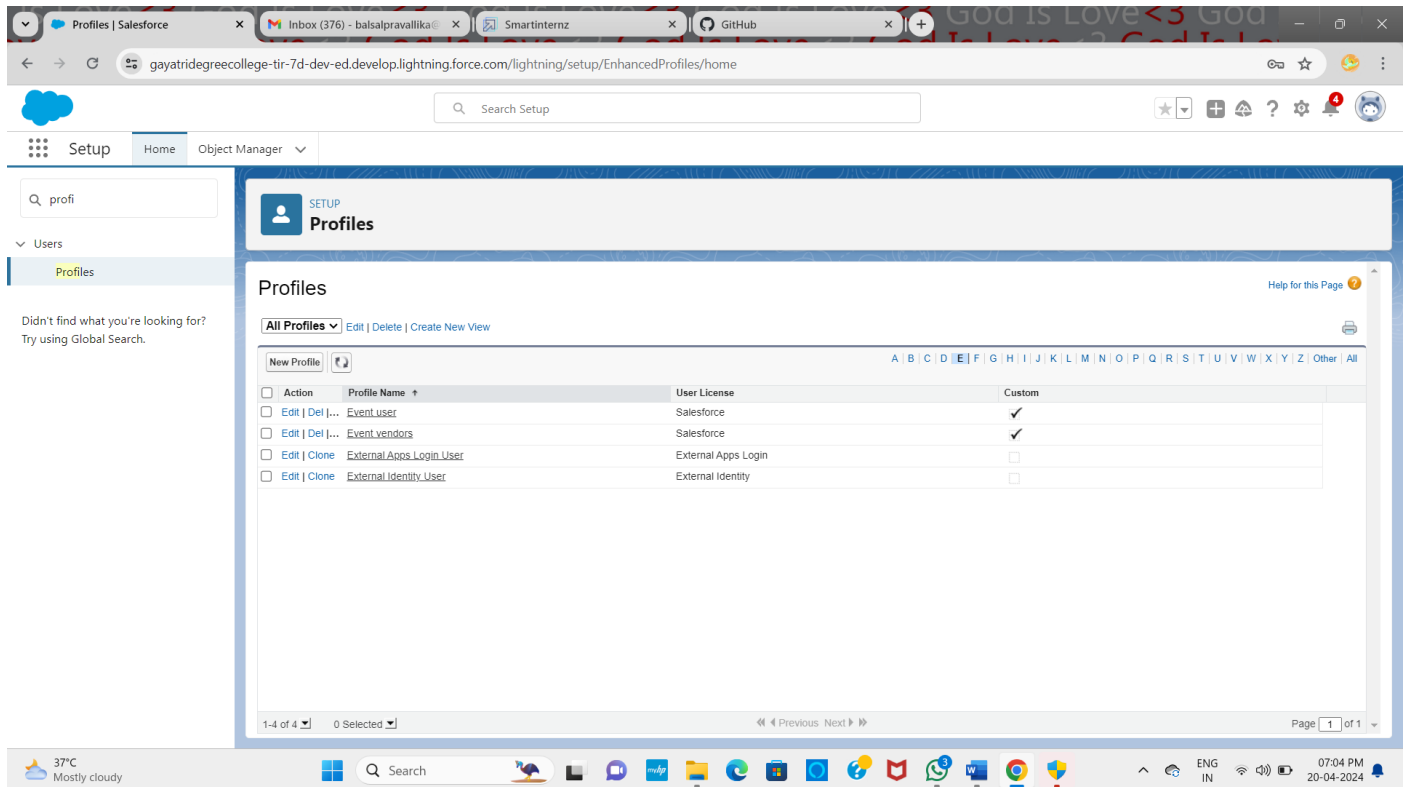 Profiles | Salesforce
Inbox (376) - balsalpravallika@
Smartinternz
GitHub
God Is Love<3 God
gayatridegreecollege-tir-7d-dev-ed.develop.lightning.force.com/lightning/setup/EnhancedProfiles/home
Search Setup
4
Setup
Home
Object Manager
profi
Users
Profiles
Didn't find what you're looking for?
Try using Global Search.
SETUP
Profiles
Profiles
Help for this Page ?
All Profiles Edit | Delete | Create New View
New Profile
A | B | C | D | E | F | G | H | I | J | K | L | M | N | O | P | Q | R | S | T | U | V | W | X | Y | Z | Other | All
Action Profile Name User License Custom
Edit | Del |... Event user Salesforce
Edit | Del |... Event vendors Salesforce
Edit | Clone External Apps Login User External Apps Login
Edit | Clone External Identity User External Identity
1-4 of 4 0 Selected Previous Next Page 1 of 1
37°C
Mostly cloudy
Search
myhp
3
ENG
IN
07:04 PM
20-04-2024